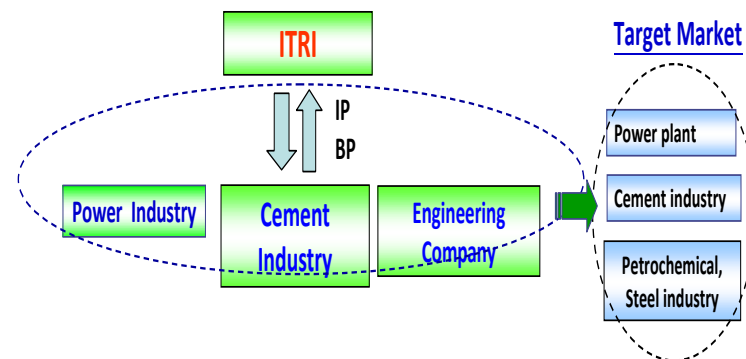 ITRI
Target Market
IP
BP
Power plant
Power Industry
Cement
Industry
Engineering
Company
Cement industry
Petrochemical,
Steel industry